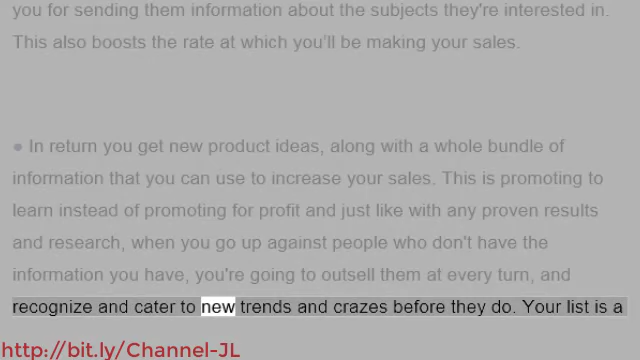 you for sending them information about the subjects they're interested in.
This also boosts the rate at which you'll be making your sales.
● In return you get new product ideas, along with a whole bundle of
information that you can use to increase your sales. This is promoting to
learn instead of promoting for profit and just like with any proven results
and research, when you go up against people who don't have the
information you have, you're going to outsell them at every turn, and
recognize and cater to new trends and crazes before they do. Your list is a
http://bit.ly/Channel-JL